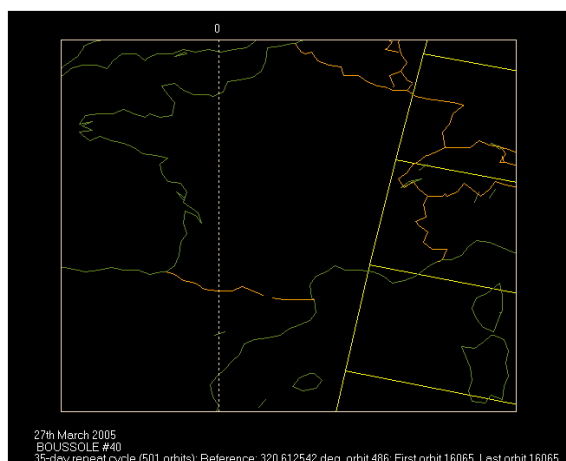 0
27th March 2005
BOUSSOLE #40
35-day repeat cycle (501 orbits): Reference: 320.612542 deg, orbit 486; First orbit 16065, Last orbit 16065